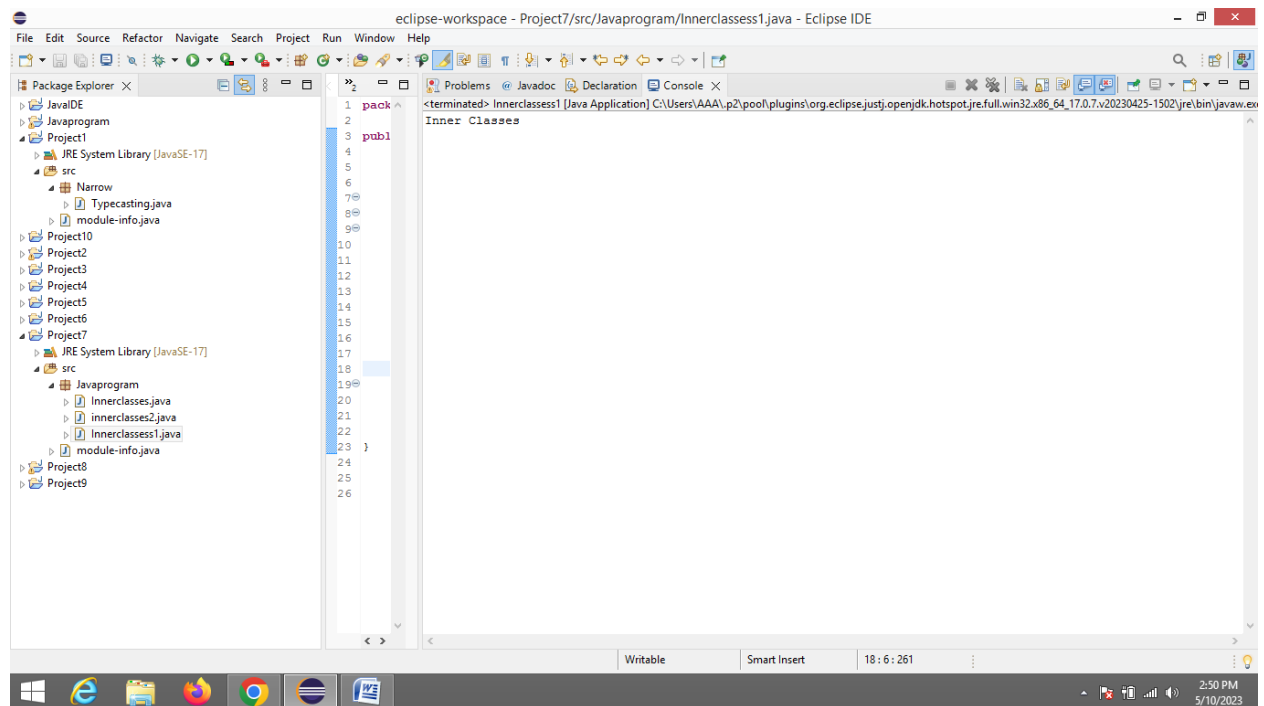 eclipse-workspace - Project7/src/Javaprogram/Innerclassess1.java - Eclipse IDE
File Edit Source Refactor Navigate Search Project Run Window Help
Package Explorer
JavaIDE
Javaprogram
Project1
JRE System Library [JavaSE-17]
src
Narrow
Typecasting.java
module-info.java
Project10
Project2
Project3
Project4
Project5
Project6
Project7
JRE System Library [JavaSE-17]
src
Javaprogram
Innerclasses.java
innerclasses2.java
Innerclassess1.java
module-info.java
Project8
Project9
2
1 pack
2
3 publ
4
5
6
7
8
9
10
11
12
13
14
15
16
17
18
19
20
21
22
23 }
24
25
26
Problems @ Javadoc Declaration Console
<terminated> Innerclassess1 [Java Application] C:\Users\AAA\.p2\pool\plugins\org.eclipse.justj.openjdk.hotspot.jre.full.win32.x86_64_17.0.7.v20230425-1502\jre\bin\javaw.ex
Inner Classes
Writable Smart Insert 18 : 6 : 261
2:50 PM
5/10/2023